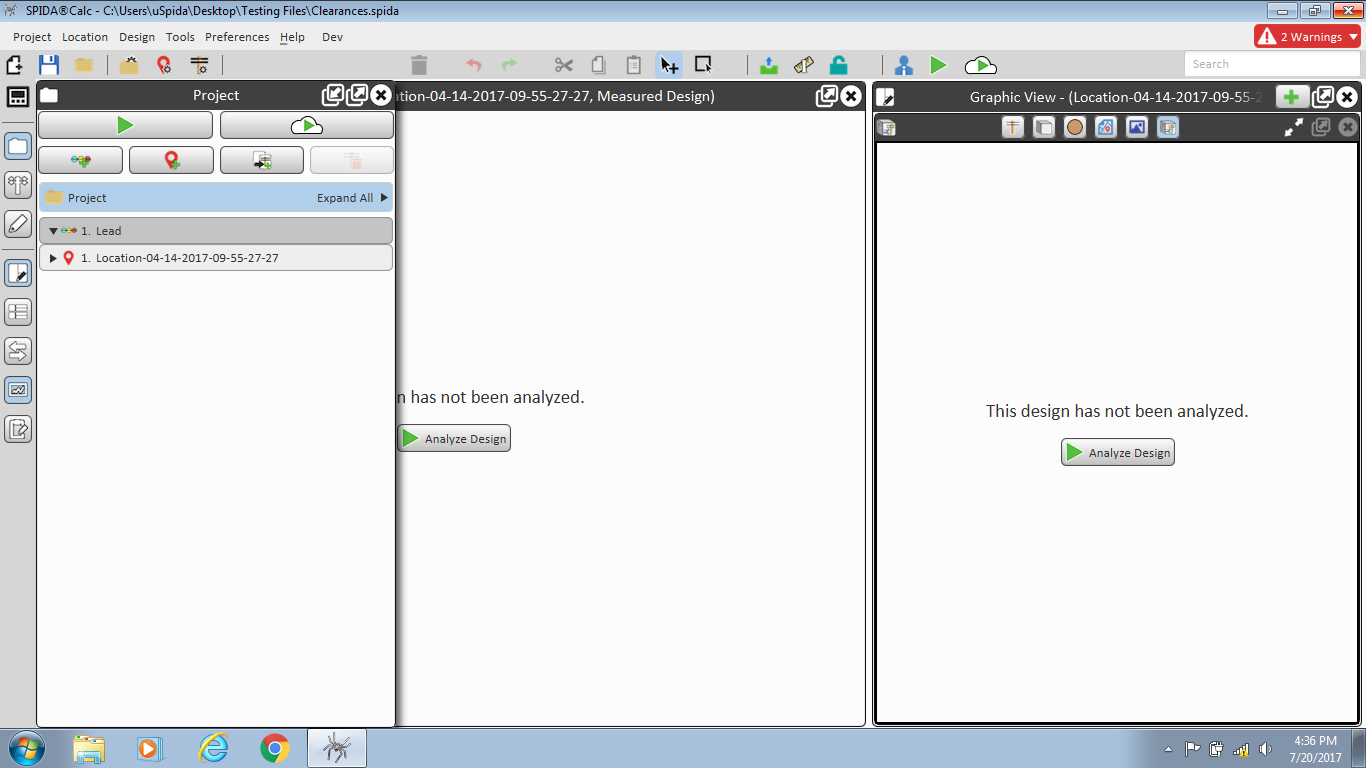 SPIDA®Calc - C:\Users\uSpida\Desktop\Testing Files\Clearances.spida
Project Location Design Tools Preferences Help Dev
2 Warnings
Search
Project
ation-04-14-2017-09-55-27-27, Measured Design)
Graphic View - (Location-04-14-2017-09-55-2
Project Expand All
1. Lead
1. Location-04-14-2017-09-55-27-27
n has not been analyzed.
Analyze Design
This design has not been analyzed.
Analyze Design
4:36 PM
7/20/2017